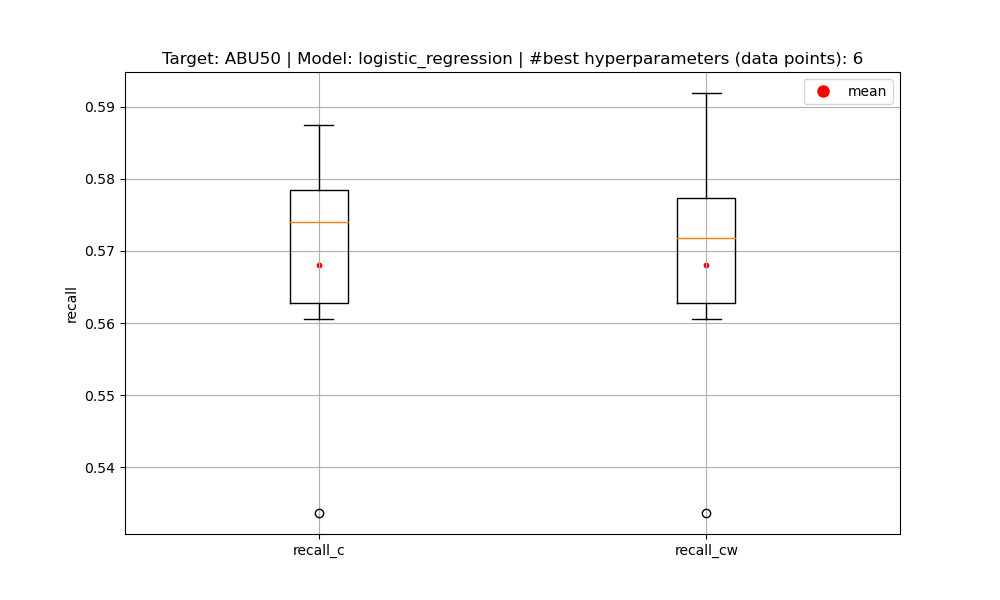 Target: ABU50 | Model: logistic_regression | #best hyperparameters (data points): 6
mean
0.59
0.58
0.57
0.56
0.55
0.54
recall
recall_c
recall_cw